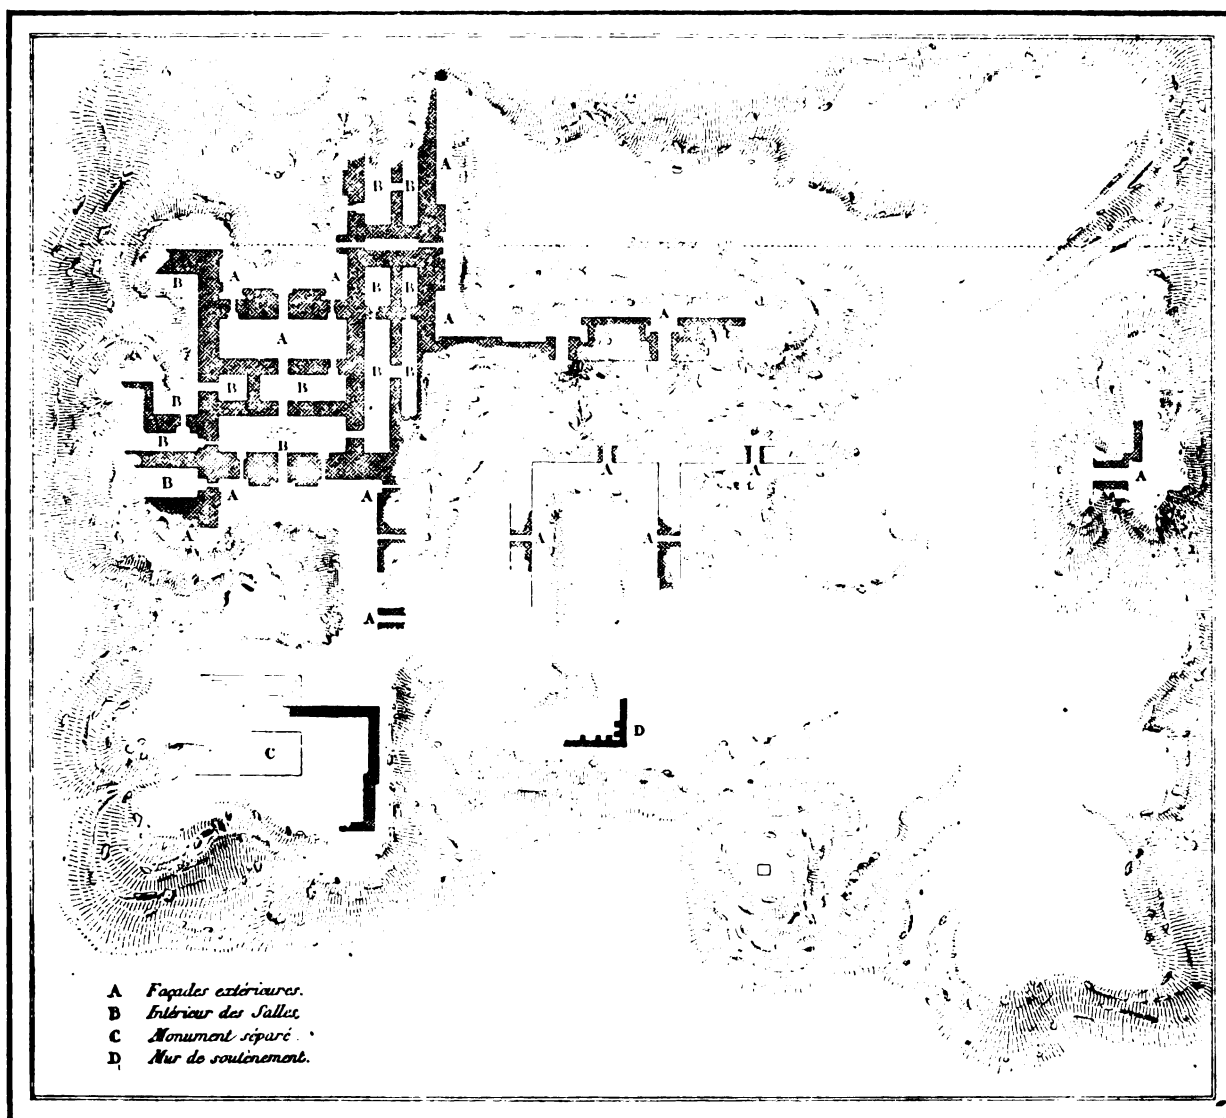 A
B B
A A
B
B B
A
A A
B B
B B
B
B
B A A
B A A
A
A A
A
A
D
C
A Façades extérieures.
B Intérieur des Salles,
C Monument séparé.
D Mur de soutènement.